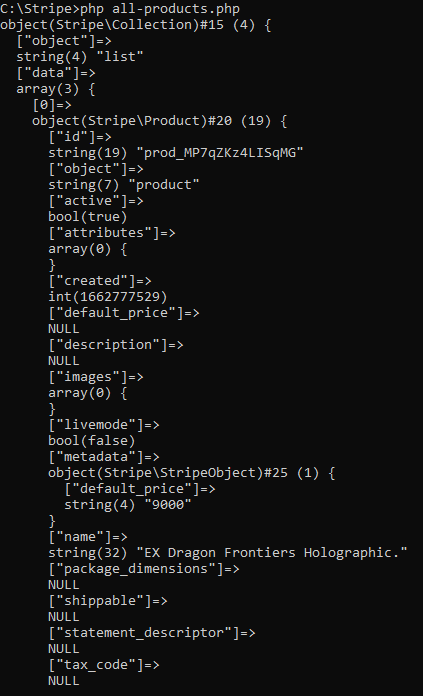 C:\Stripe>php all-products.php
object(Stripe\Collection)#15 (4) {
  ["object"]=>
  string(4) "list"
  ["data"]=>
  array(3) {
    [0]=>
    object(Stripe\Product)#20 (19) {
      ["id"]=>
      string(19) "prod_MP7qZKz4LISqMG"
      ["object"]=>
      string(7) "product"
      ["active"]=>
      bool(true)
      ["attributes"]=>
      array(0) {
      }
      ["created"]=>
      int(1662777529)
      ["default_price"]=>
      NULL
      ["description"]=>
      NULL
      ["images"]=>
      array(0) {
      }
      ["livemode"]=>
      bool(false)
      ["metadata"]=>
      object(Stripe\StripeObject)#25 (1) {
        ["default_price"]=>
        string(4) "9000"
      }
      ["name"]=>
      string(32) "EX Dragon Frontiers Holographic."
      ["package_dimensions"]=>
      NULL
      ["shippable"]=>
      NULL
      ["statement_descriptor"]=>
      NULL
      ["tax_code"]=>
      NULL